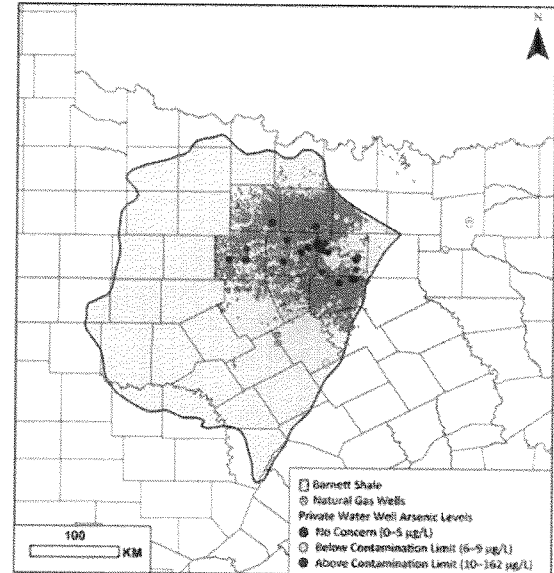 N
Barnett Shale
Natural Gas Wells
Private Water Well Arsenic Levels
No Concern (0-5 µg/L)
Below Contamination Limit (6-9 µg/L)
Above Contamination Limit (10-162 µg/L)
100
KM